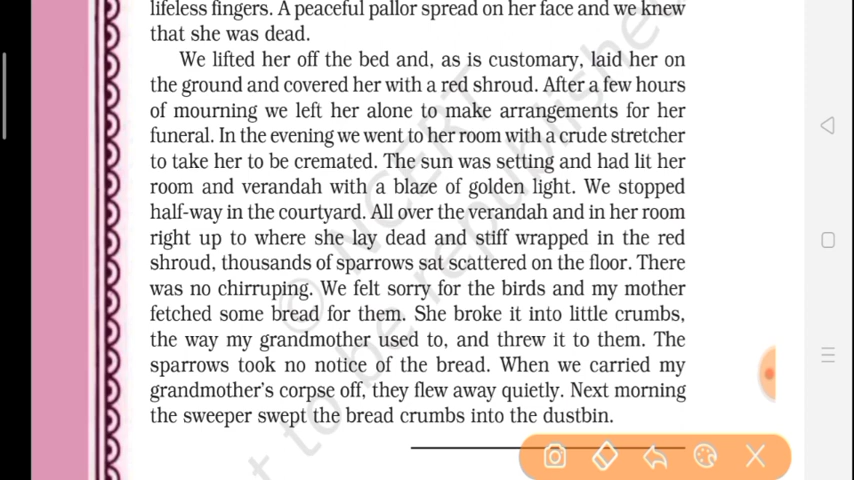 lifeless fingers. A peaceful pallor spread on her face and we knew
that she was dead.
We lifted her off the bed and, as is customary, laid her on
the ground and covered her with a red shroud. After a few hours
of mourning we left her alone to make arrangements for her
funeral. In the evening we went to her room with a crude stretcher
to take her to be cremated. The sun was setting and had lit her
room and verandah with a blaze of golden light. We stopped
half-way in the courtyard. All over the verandah and in her room
right up to where she lay dead and stiff wrapped in the red
shroud, thousands of sparrows sat scattered on the floor. There
was no chirruping. We felt sorry for the birds and my mother
fetched some bread for them. She broke it into little crumbs,
the way my grandmother used to, and threw it to them. The
sparrows took no notice of the bread. When we carried my
grandmother's corpse off, they flew away quietly. Next morning
the sweeper swept the bread crumbs into the dustbin.
© NCERT
t to be republished